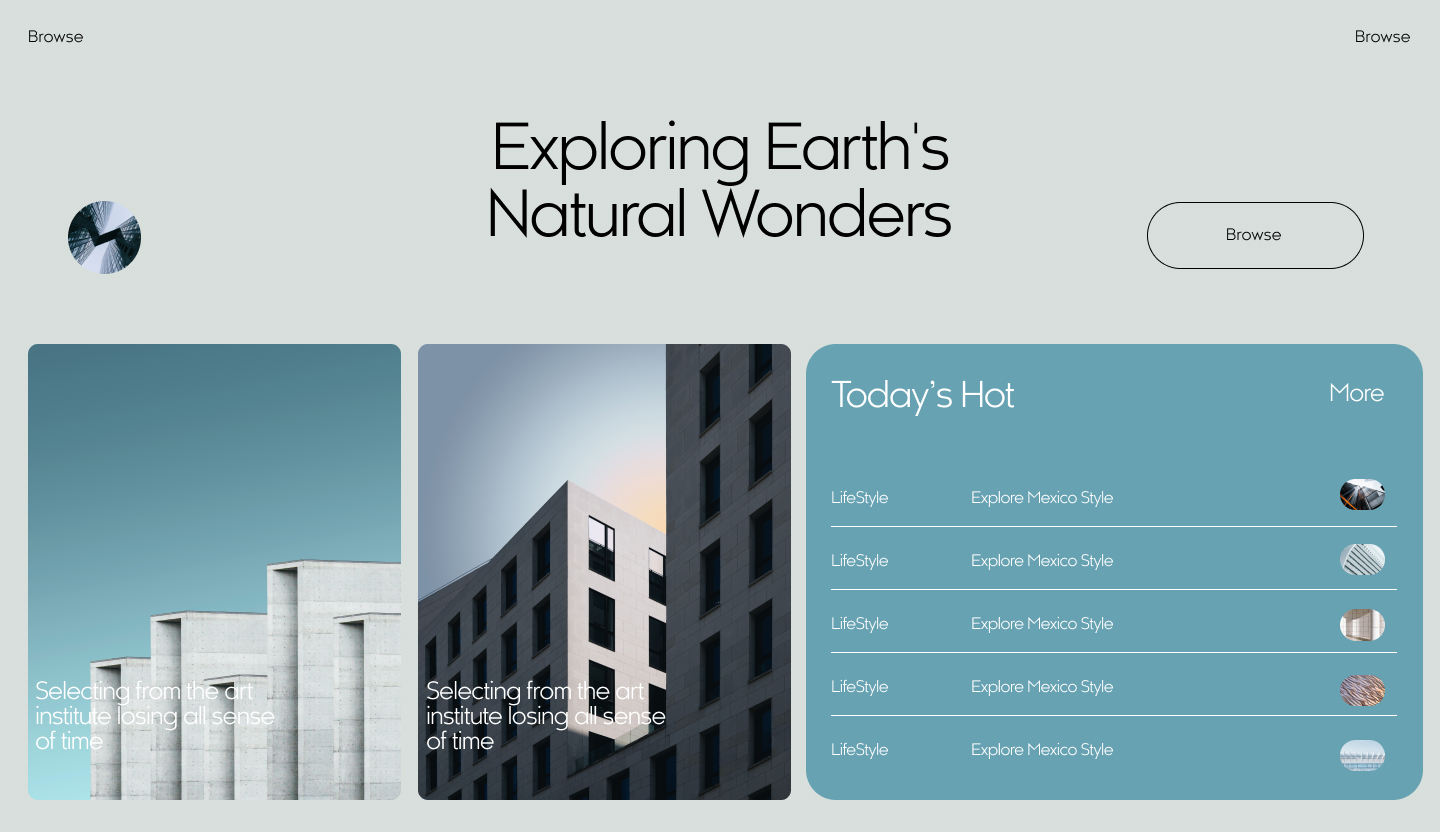 Browse
Browse
Exploring Earth's
Natural Wonders
Browse
Selecting from the art
institute losing all sense
of time
Selecting from the art
institute losing all sense
of time
Today’s Hot
More
LifeStyle Explore Mexico Style
LifeStyle Explore Mexico Style
LifeStyle Explore Mexico Style
LifeStyle Explore Mexico Style
LifeStyle Explore Mexico Style